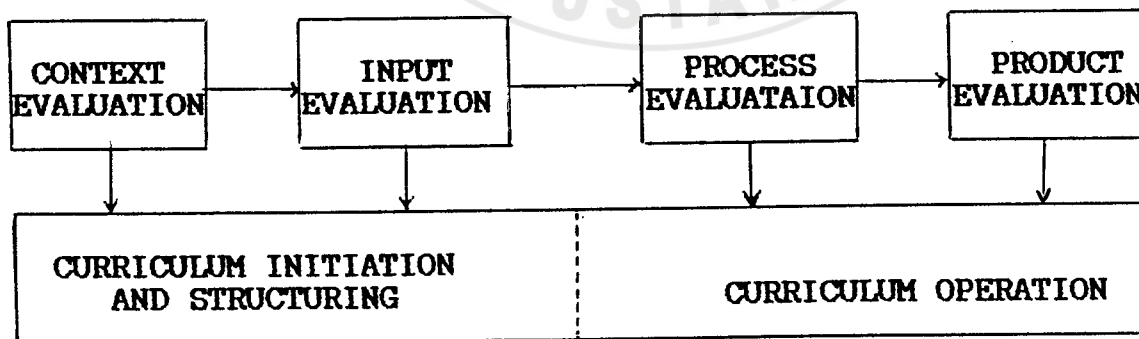 CONTEXT
EVALUATION
INPUT
EVALUATION
PROCESS
EVALUATAION
PRODUCT
EVALUATION
CURRICULUM INITIATION
AND STRUCTURING
CURRICULUM OPERATION